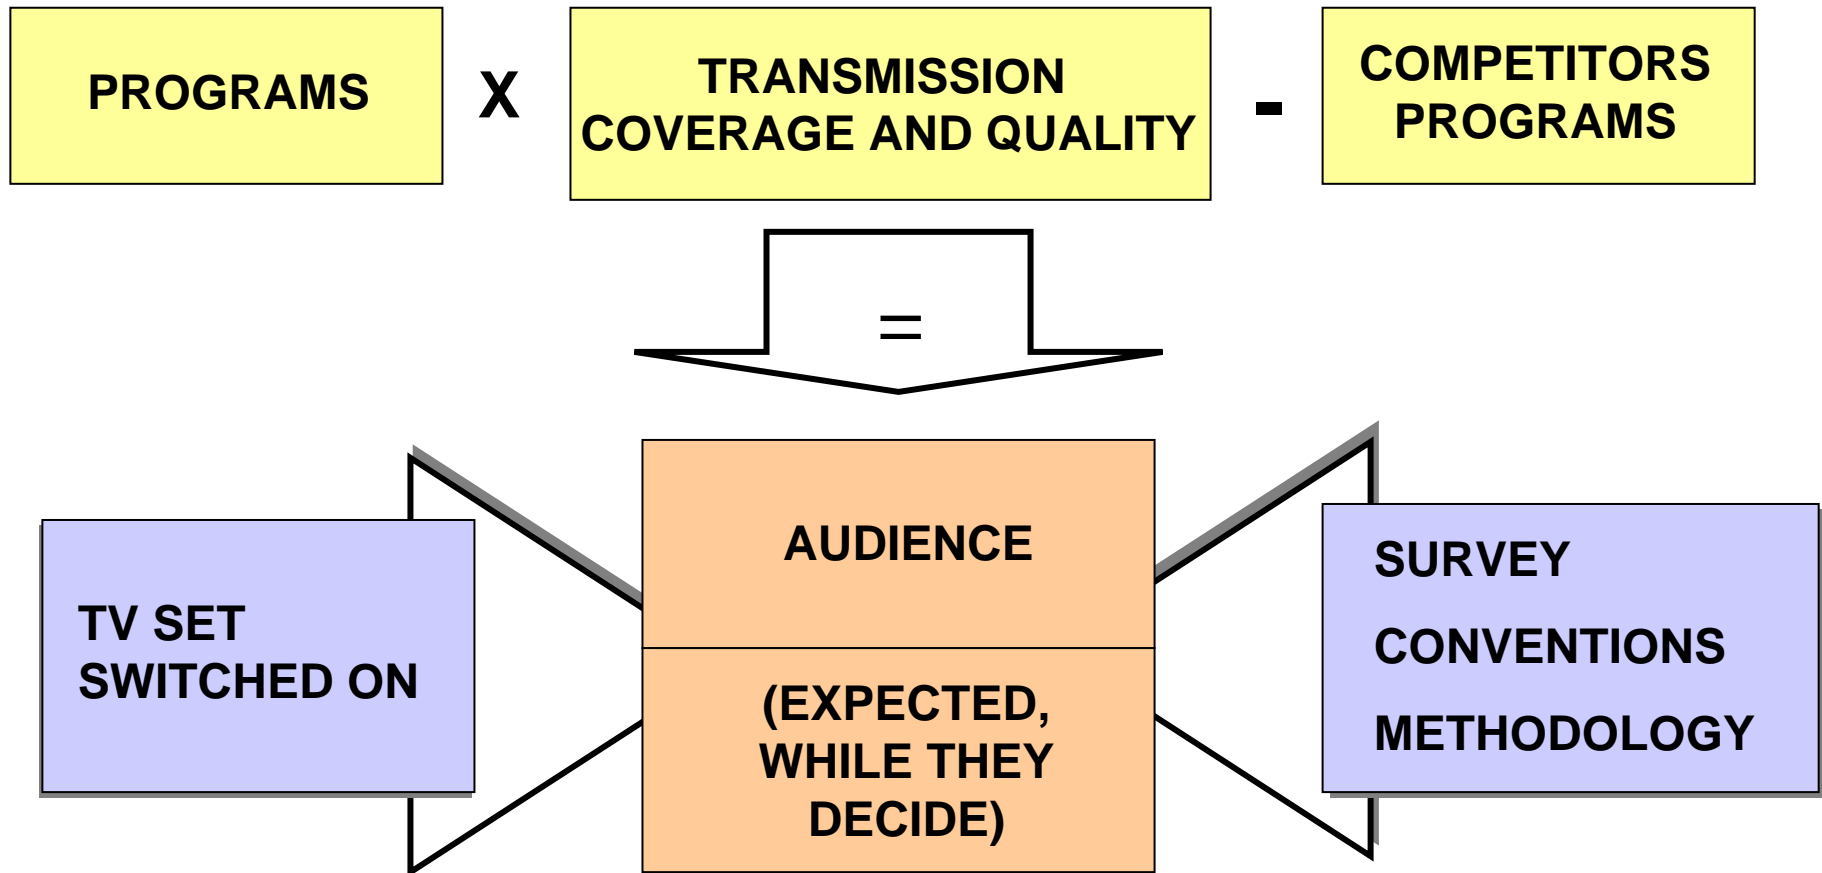 PROGRAMS
X
TRANSMISSION
COVERAGE AND QUALITY
-
COMPETITORS
PROGRAMS
=
TV SET
SWITCHED ON
AUDIENCE
(EXPECTED,
WHILE THEY
DECIDE)
SURVEY
CONVENTIONS
METHODOLOGY